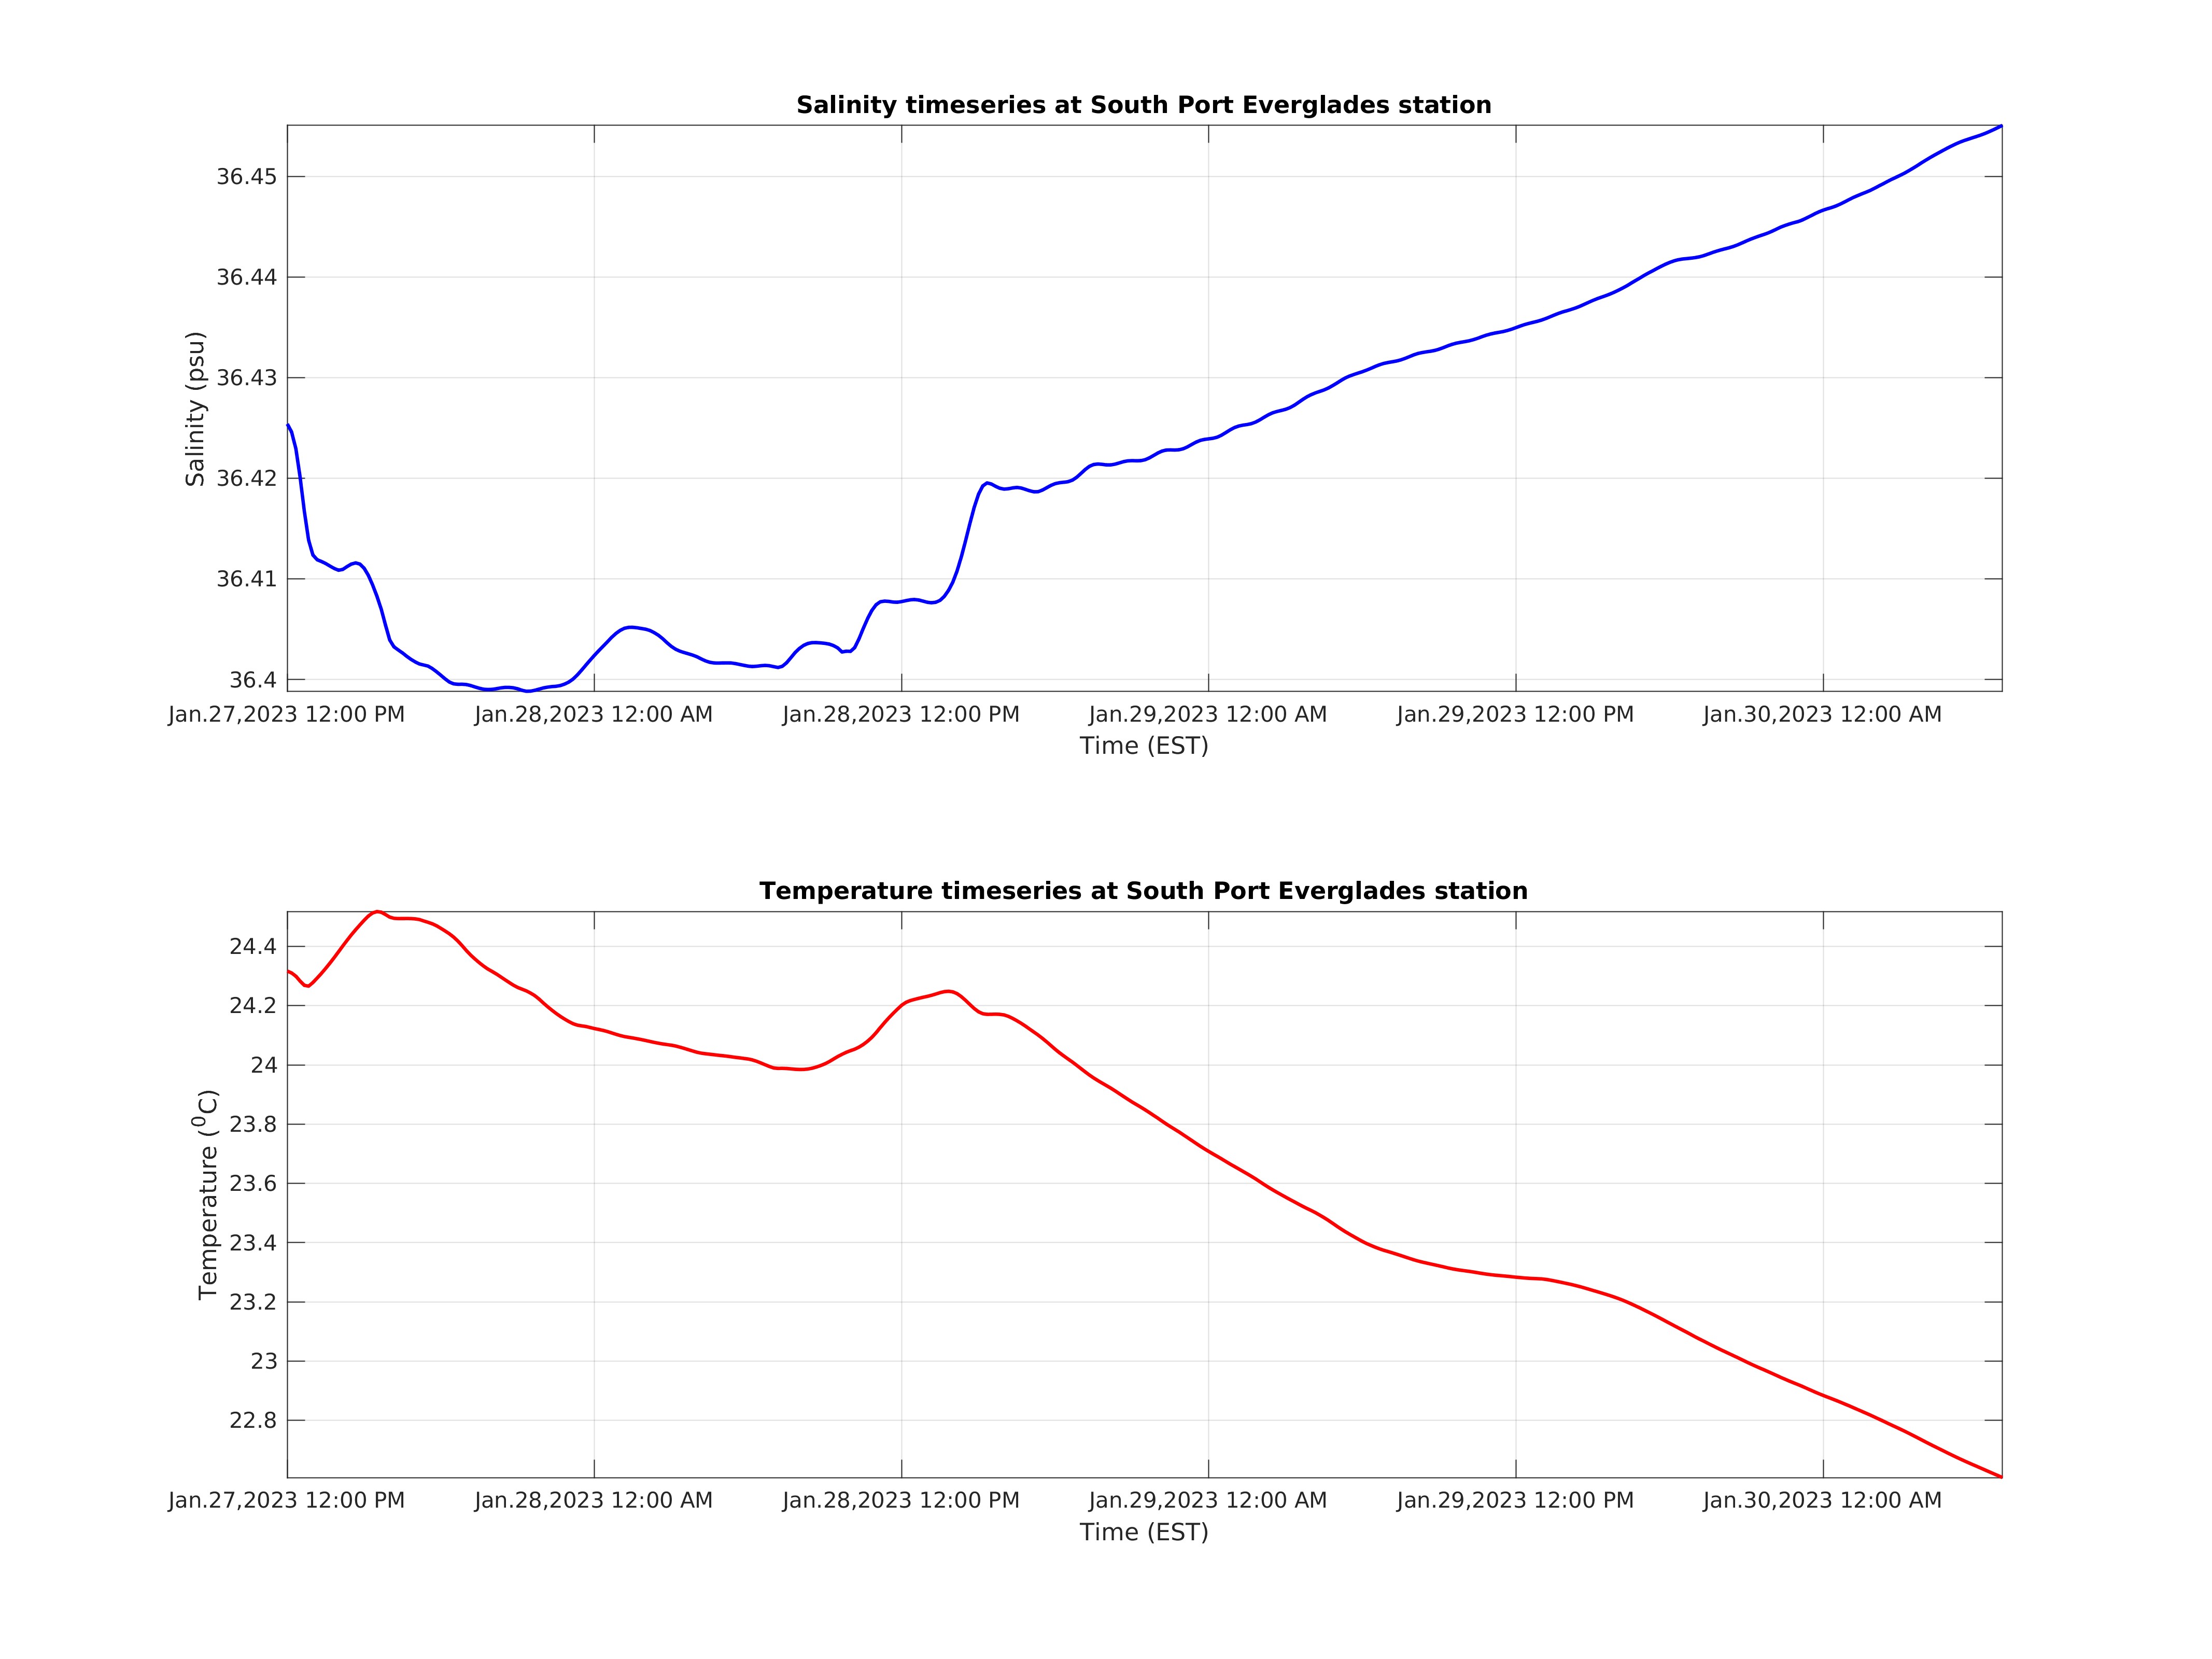 Salinity timeseries at South Port Everglades station
36.45
36.44
36.43
36.42
36.41
36.4
Salinity (psu)
Jan.27,2023 12:00 PM Jan.28,2023 12:00 AM Jan.28,2023 12:00 PM Jan.29,2023 12:00 AM Jan.29,2023 12:00 PM Jan.30,2023 12:00 AM
Time (EST)
Temperature timeseries at South Port Everglades station
24.4
24.2
24
23.8
23.6
23.4
23.2
23
22.8
Temperature (⁰C)
Jan.27,2023 12:00 PM Jan.28,2023 12:00 AM Jan.28,2023 12:00 PM Jan.29,2023 12:00 AM Jan.29,2023 12:00 PM Jan.30,2023 12:00 AM
Time (EST)